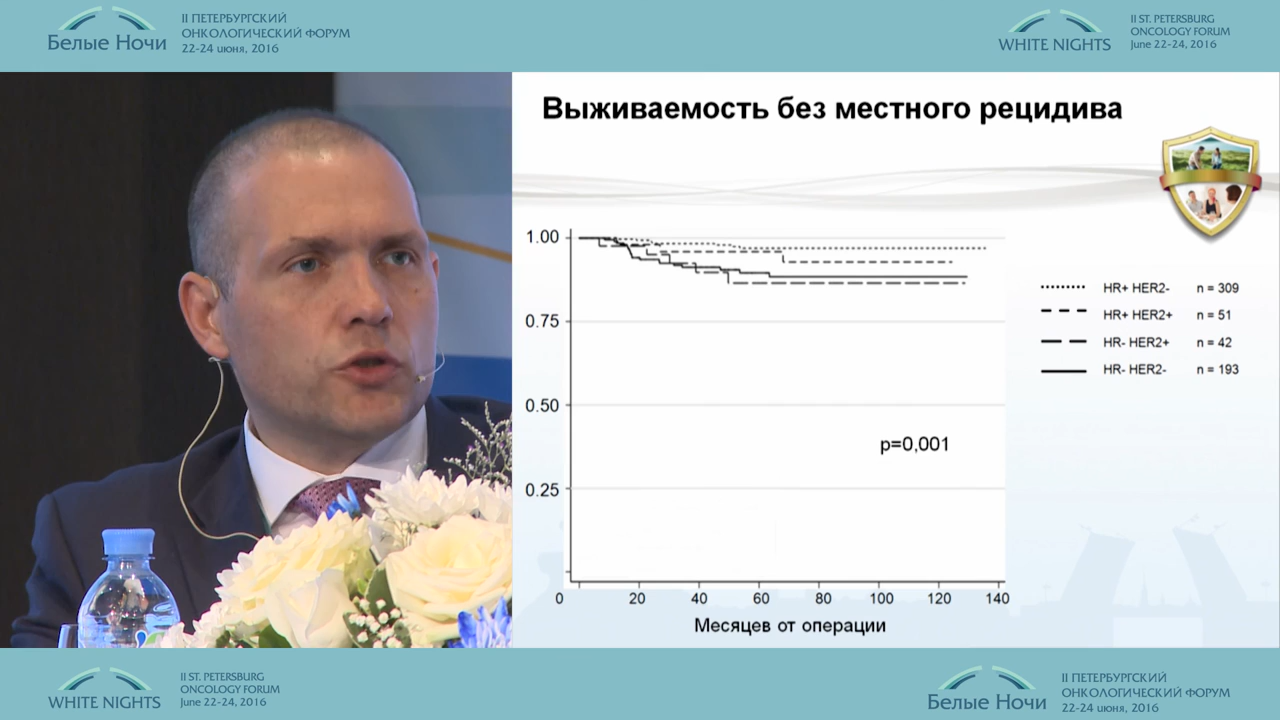 Белые Ночи
II ПЕТЕРБУРГСКИЙ
ОНКОЛОГИЧЕСКИЙ ФОРУМ
22-24 июня, 2016
WHITE NIGHTS
II ST. PETERSBURG
ONCOLOGY FORUM
June 22-24, 2016
Выживаемость без местного рецидива
1.00
0.75
0.50
0.25
0 20 40 60 80 100 120 140
Месяцев от операции
p=0,001
HR+ HER2- n = 309
HR+ HER2+ n = 51
HR- HER2+ n = 42
HR- HER2- n = 193
WHITE NIGHTS
II ST. PETERSBURG
ONCOLOGY FORUM
June 22-24, 2016
Белые Ночи
II ПЕТЕРБУРГСКИЙ
ОНКОЛОГИЧЕСКИЙ ФОРУМ
22-24 июня, 2016